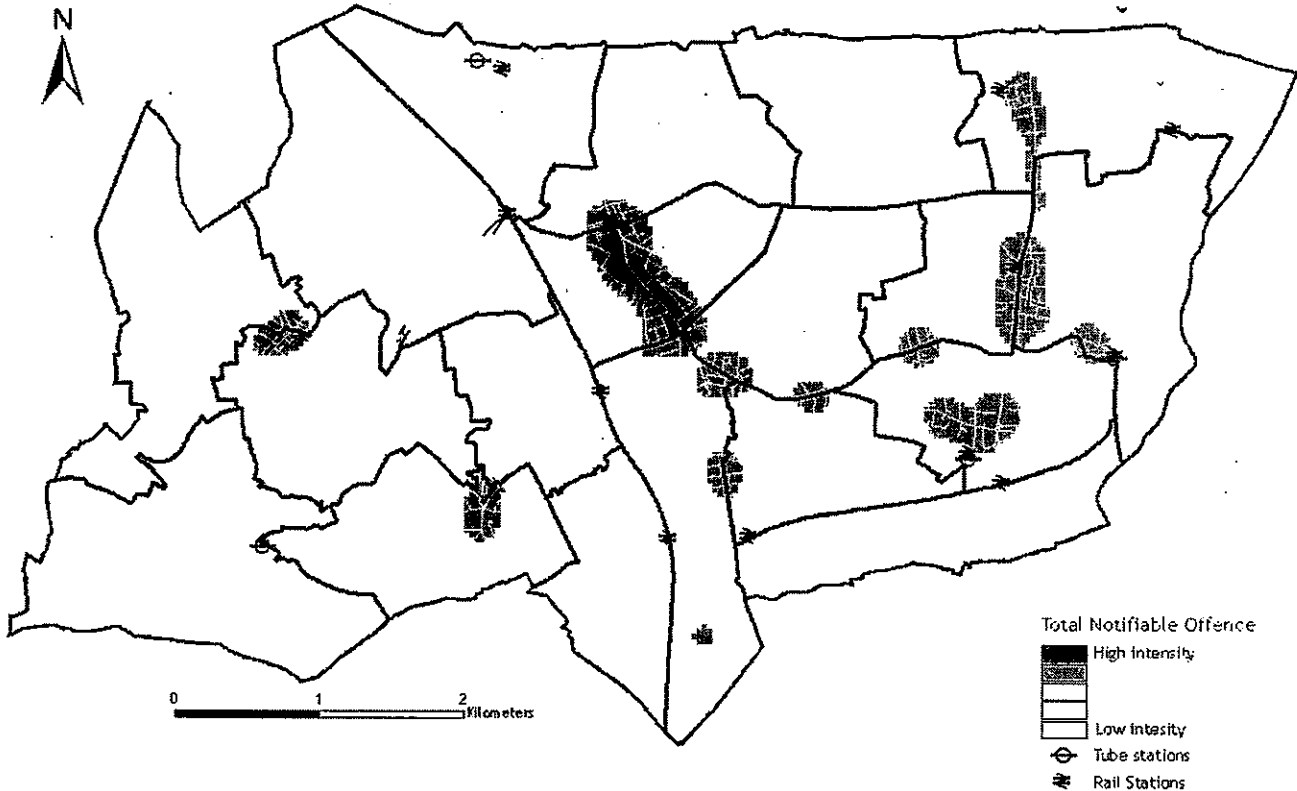 N
0 1 2
Kilometers
Total Notifiable Offence
High intensity
Low intesity
Tube stations
Rail Stations